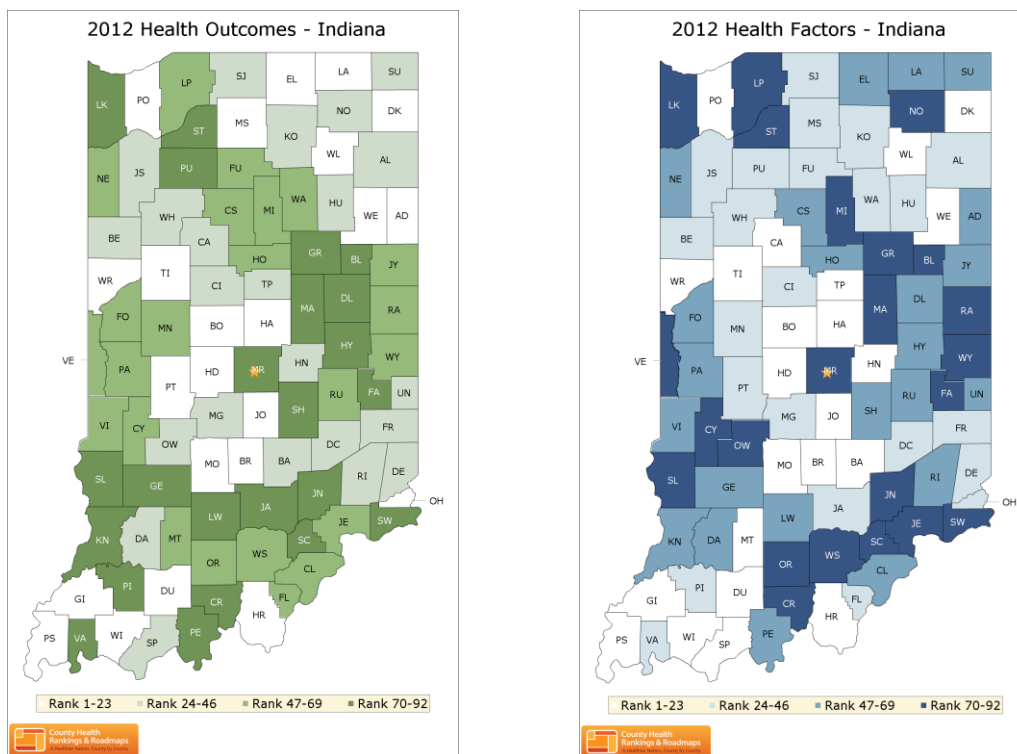 2012 Health Outcomes - Indiana
LK PO LP SJ EL LA SU
ST MS NO DK
KO
NE JS PU FU WL AL
WH CS MI WA HU WE AD
BE CA
WR TI HO GR BL JY
CI TP
FO MN BO HA MA DL RA
VE PA HD MR HN HY WY
PT FA UN
VI CY MG JO SH RU FR
OW DC
SL GE MO BR BA RI DE
OH
KN DA MT LW JA JN JE SW
OR WS SC CL
GI PI DU CR FL
HR
PS VA WI SP PE
Rank 1-23 Rank 24-46 Rank 47-69 Rank 70-92
County Health
Rankings & Roadmaps
A Healthier Nation, County by County
2012 Health Factors - Indiana
LK PO LP SJ EL LA SU
ST MS NO DK
KO
NE JS PU FU WL AL
WH CS MI WA HU WE AD
BE CA
WR TI HO GR BL JY
CI TP
FO MN BO HA MA DL RA
VE PA HD MR HN HY WY
PT FA UN
VI CY MG JO SH RU FR
OW DC
SL GE MO BR BA RI DE
OH
KN DA MT LW JA JN JE SW
OR WS SC CL
GI PI DU CR FL
HR
PS VA WI SP PE
Rank 1-23 Rank 24-46 Rank 47-69 Rank 70-92
County Health
Rankings & Roadmaps
A Healthier Nation, County by County